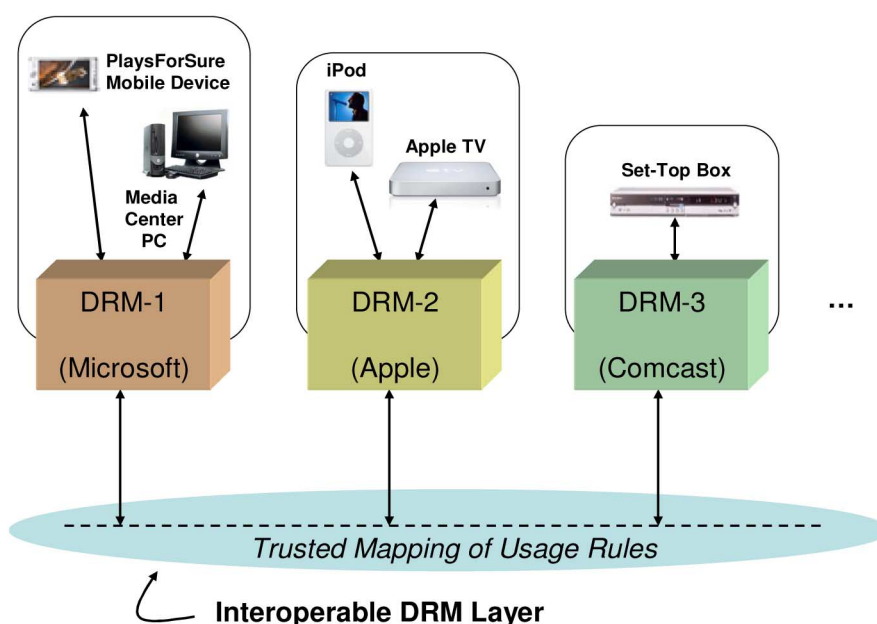 PlaysForSure
Mobile Device
Media
Center
PC
DRM-1
(Microsoft)
iPod
Apple TV
tv
DRM-2
(Apple)
Set-Top Box
DRM-3
(Comcast)
...
Trusted Mapping of Usage Rules
Interoperable DRM Layer